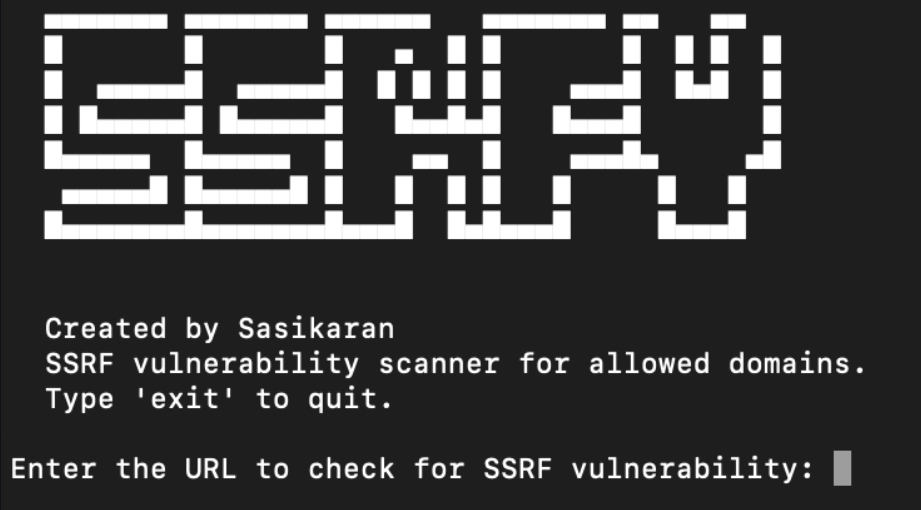 SSRFY
Created by Sasikaran
SSRF vulnerability scanner for allowed domains.
Type 'exit' to quit.
Enter the URL to check for SSRF vulnerability: